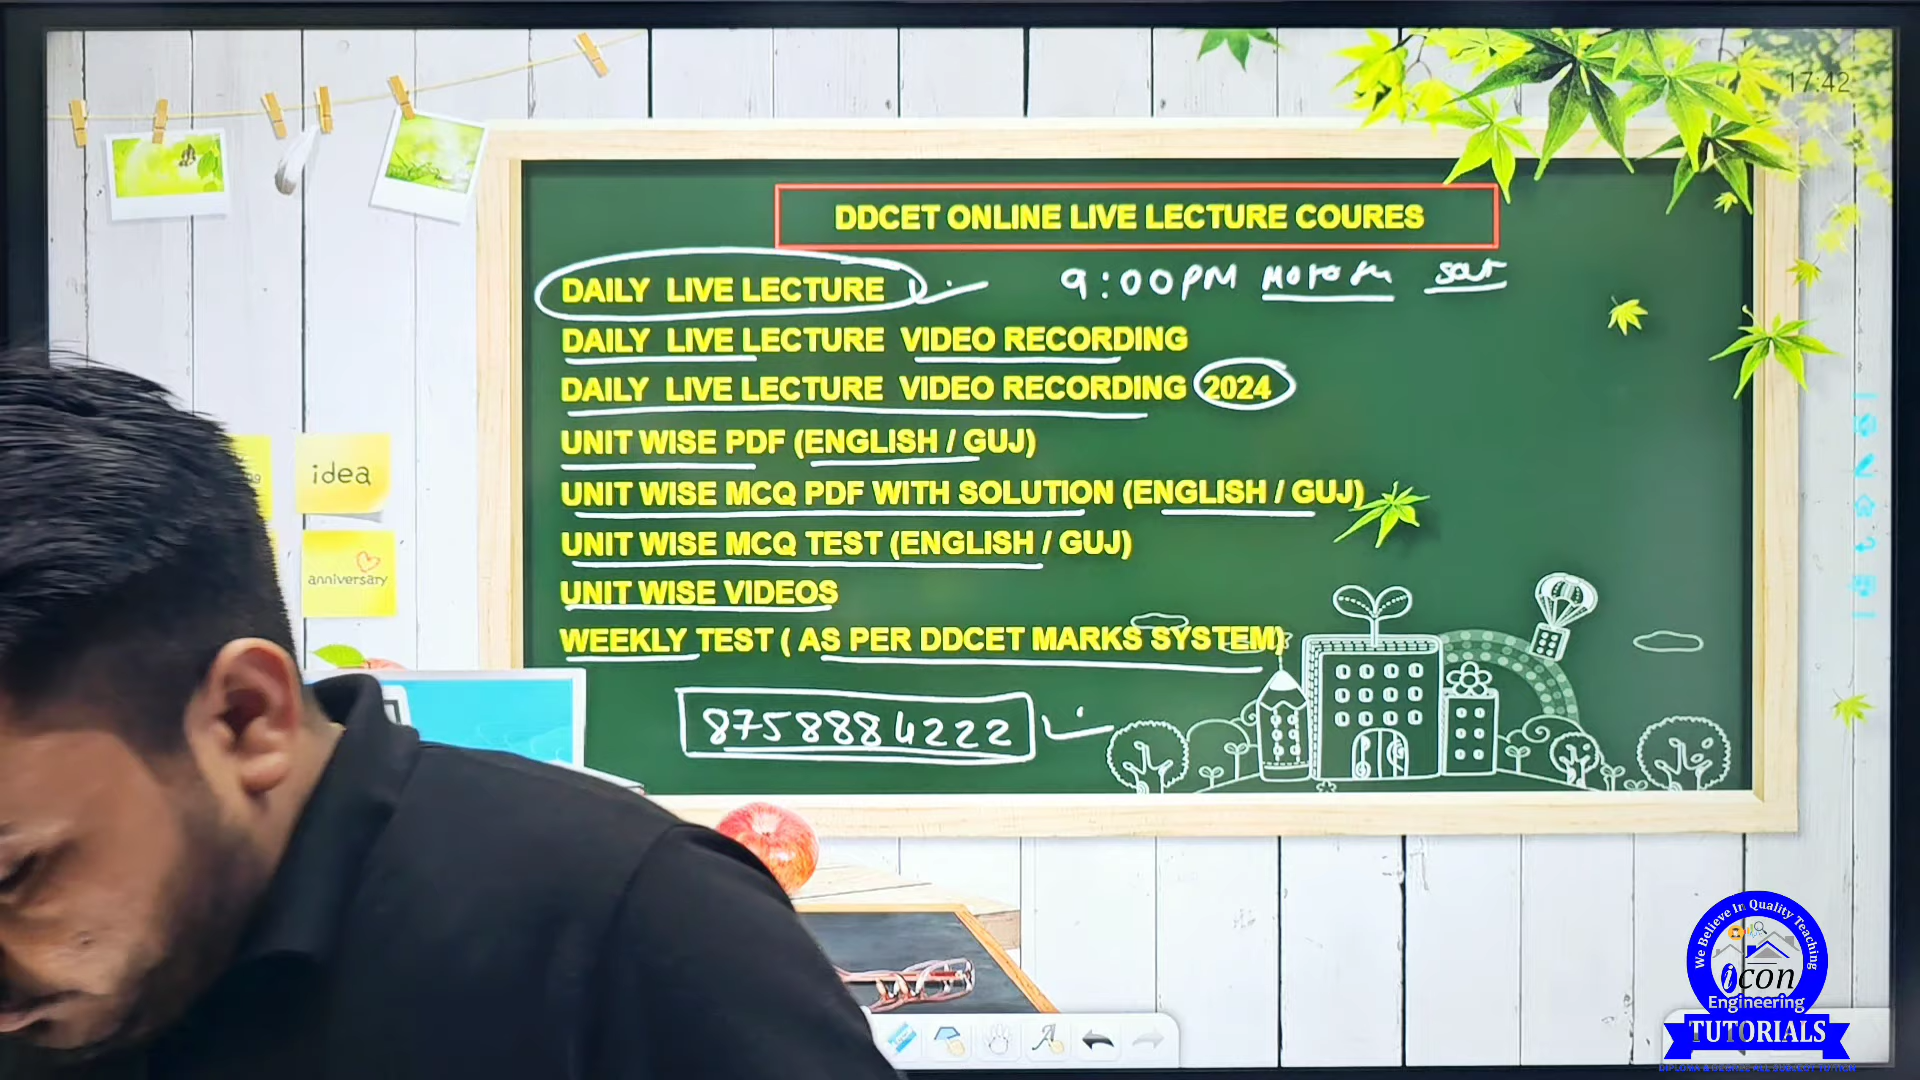 17:42
DDCET ONLINE LIVE LECTURE COURES
DAILY LIVE LECTURE 9:00PM sat
DAILY LIVE LECTURE VIDEO RECORDING
DAILY LIVE LECTURE VIDEO RECORDING 2024
UNIT WISE PDF (ENGLISH / GUJ)
idea
UNIT WISE MCQ PDF WITH SOLUTION (ENGLISH / GUJ)
UNIT WISE MCQ TEST (ENGLISH / GUJ)
anniversary
UNIT WISE VIDEOS
WEEKLY TEST ( AS PER DDCET MARKS SYSTEM)
8758884222
We Believe In Quality Teaching
icon
Engineering
TUTORIALS